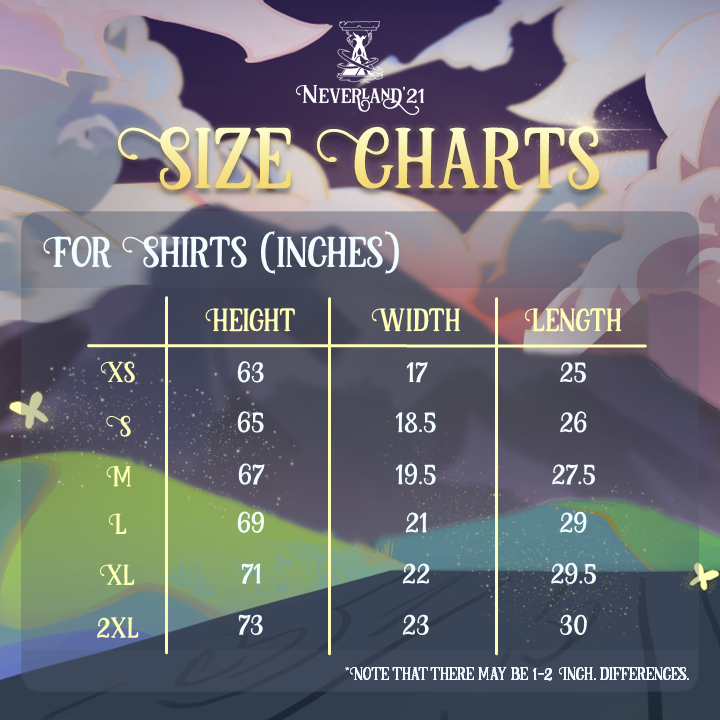 Neverland'21
Size Charts
For Shirts (inches)
Height Width Length
XS 63 17 25
S 65 18.5 26
M 67 19.5 27.5
L 69 21 29
XL 71 22 29.5
2XL 73 23 30
*Note that there may be 1-2 inch. differences.